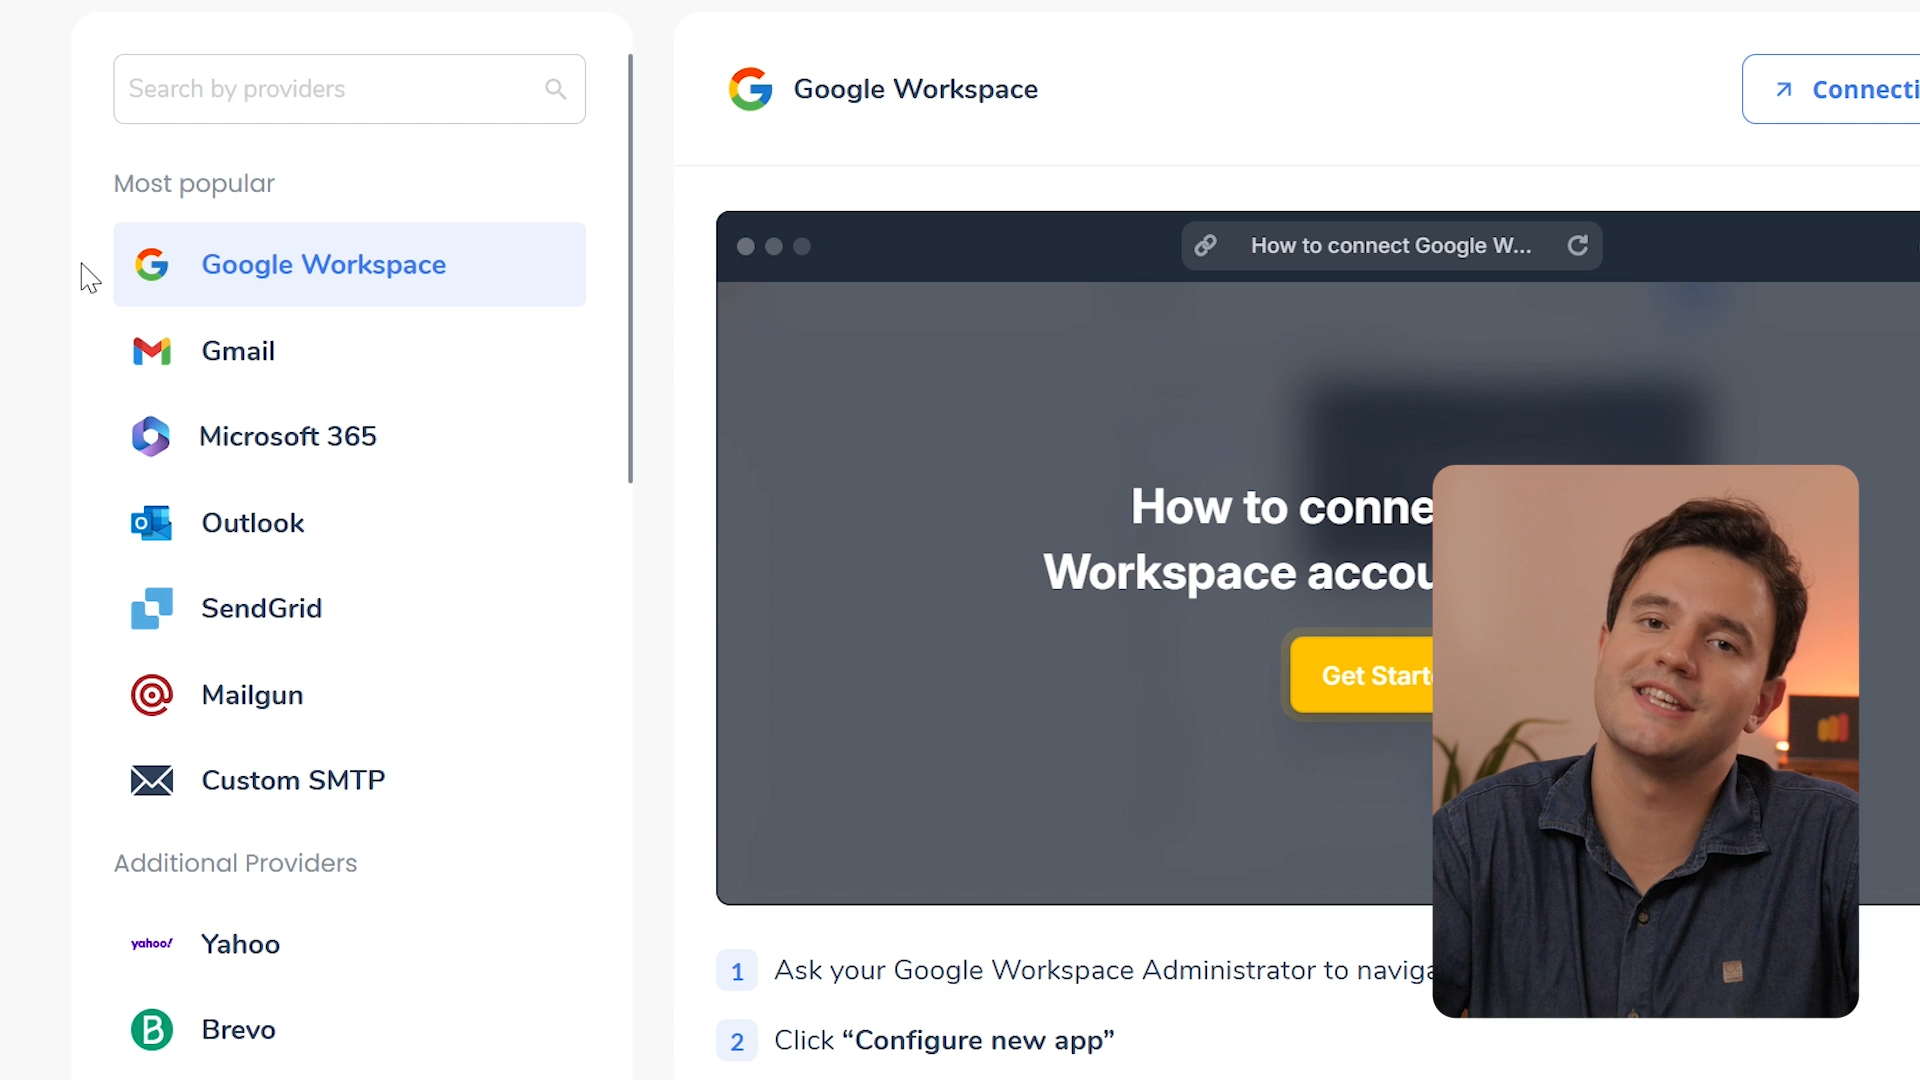 Search by providers
Most popular
Google Workspace
Gmail
Microsoft 365
Outlook
SendGrid
Mailgun
Custom SMTP
Additional Providers
yahoo!
Yahoo
B
Brevo
Google Workspace
Connecti
How to connect Google W...
How to conne
Workspace accou
Get Start
1 Ask your Google Workspace Administrator to naviga
2 Click “Configure new app”